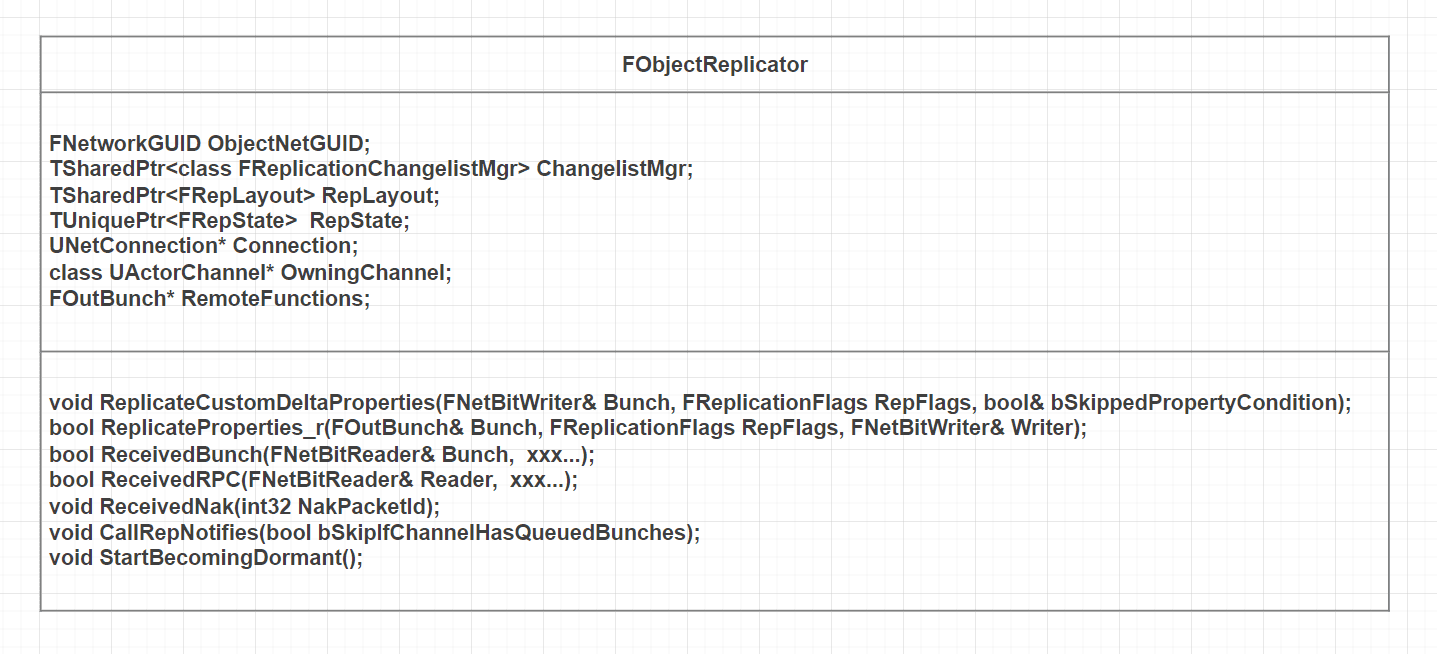 FObjectReplicator
FNetworkGUID ObjectNetGUID;
TSharedPtr<class FReplicationChangelistMgr> ChangelistMgr;
TSharedPtr<FRepLayout> RepLayout;
TUniquePtr<FRepState>  RepState;
UNetConnection* Connection;
class UActorChannel* OwningChannel;
FOutBunch* RemoteFunctions;
void ReplicateCustomDeltaProperties(FNetBitWriter& Bunch, FReplicationFlags RepFlags, bool& bSkippedPropertyCondition);
bool ReplicateProperties_r(FOutBunch& Bunch, FReplicationFlags RepFlags, FNetBitWriter& Writer);
bool ReceivedBunch(FNetBitReader& Bunch,  xxx...);
bool ReceivedRPC(FNetBitReader& Reader,  xxx...);
void ReceivedNak(int32 NakPacketId);
void CallRepNotifies(bool bSkipIfChannelHasQueuedBunches);
void StartBecomingDormant();